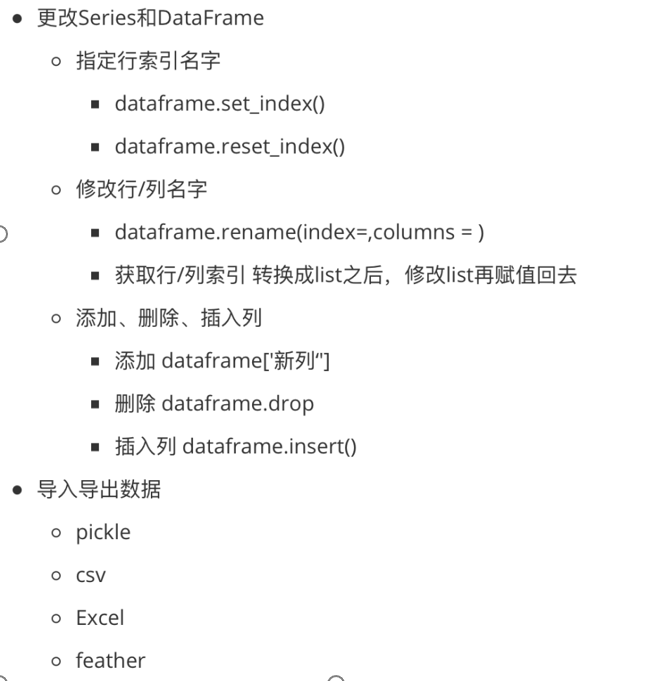 更改Series和DataFrame
指定行索引名字
dataframe.set_index()
dataframe.reset_index()
修改行/列名字
dataframe.rename(index=,columns = )
获取行/列索引 转换成list之后，修改list再赋值回去
添加、删除、插入列
添加 dataframe['新列‘']
删除 dataframe.drop
插入列 dataframe.insert()
导入导出数据
pickle
csv
Excel
feather